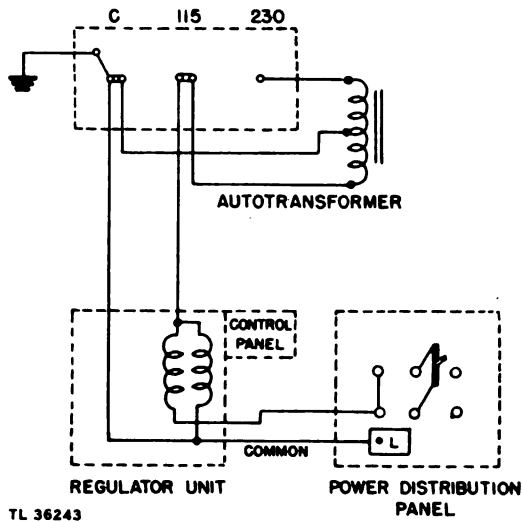 C 115 230
AUTOTRANSFORMER
CONTROL
PANEL
COMMON
L
REGULATOR UNIT
POWER DISTRIBUTION
PANEL
TL 36243